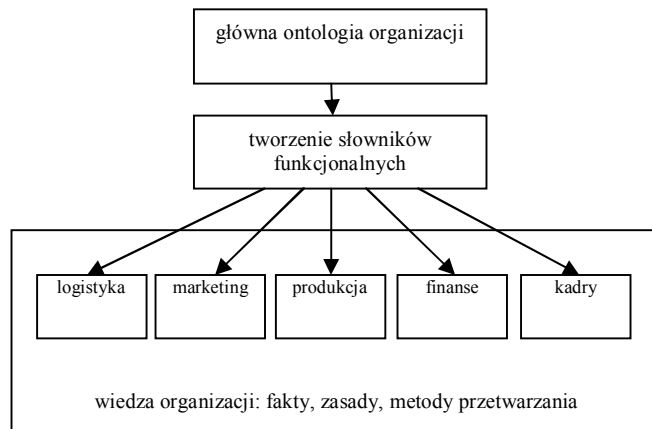 główna ontologia organizacji
tworzenie słowników
funkcjonalnych
logistyka
marketing
produkcja
finanse
kadry
wiedza organizacji: fakty, zasady, metody przetwarzania